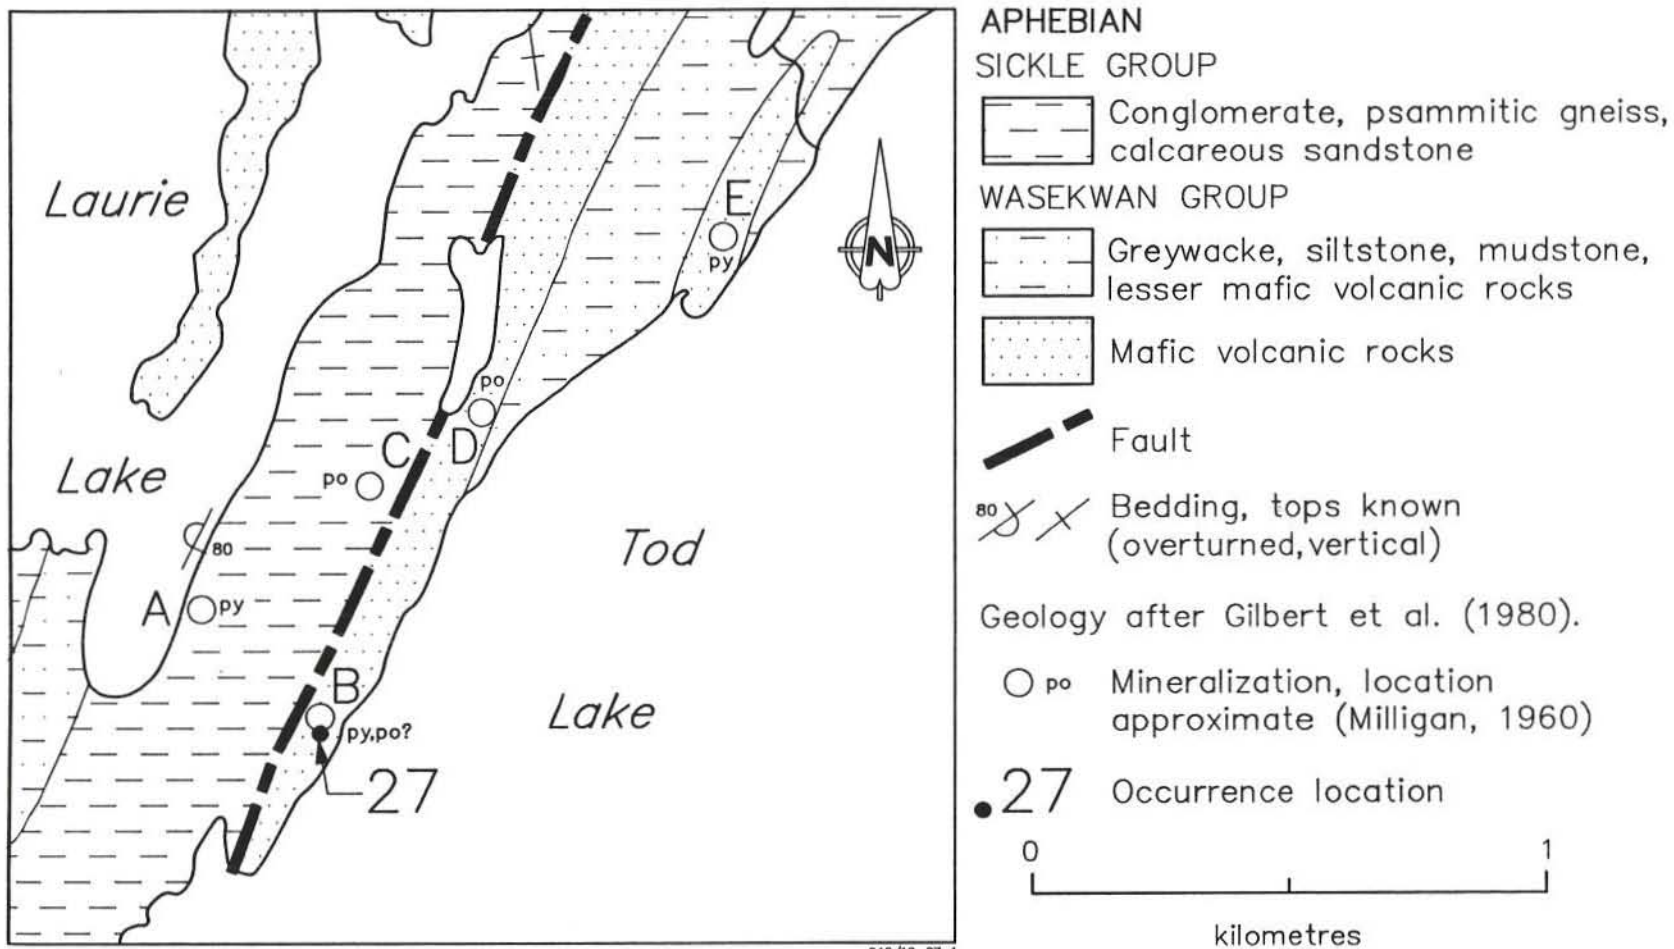 Laurie
Lake
Tod
Lake
E
py
N
po
C
D
po
80
A
py
B
py,po?
27
APHEBIAN
SICKLE GROUP
Conglomerate, psammitic gneiss,
calcareous sandstone
WASEKWAN GROUP
Greywacke, siltstone, mudstone,
lesser mafic volcanic rocks
Mafic volcanic rocks
Fault
80
Bedding, tops known
(overturned,vertical)
Geology after Gilbert et al. (1980).
po
Mineralization, location
approximate (Milligan, 1960)
27
Occurrence location
0
1
kilometres